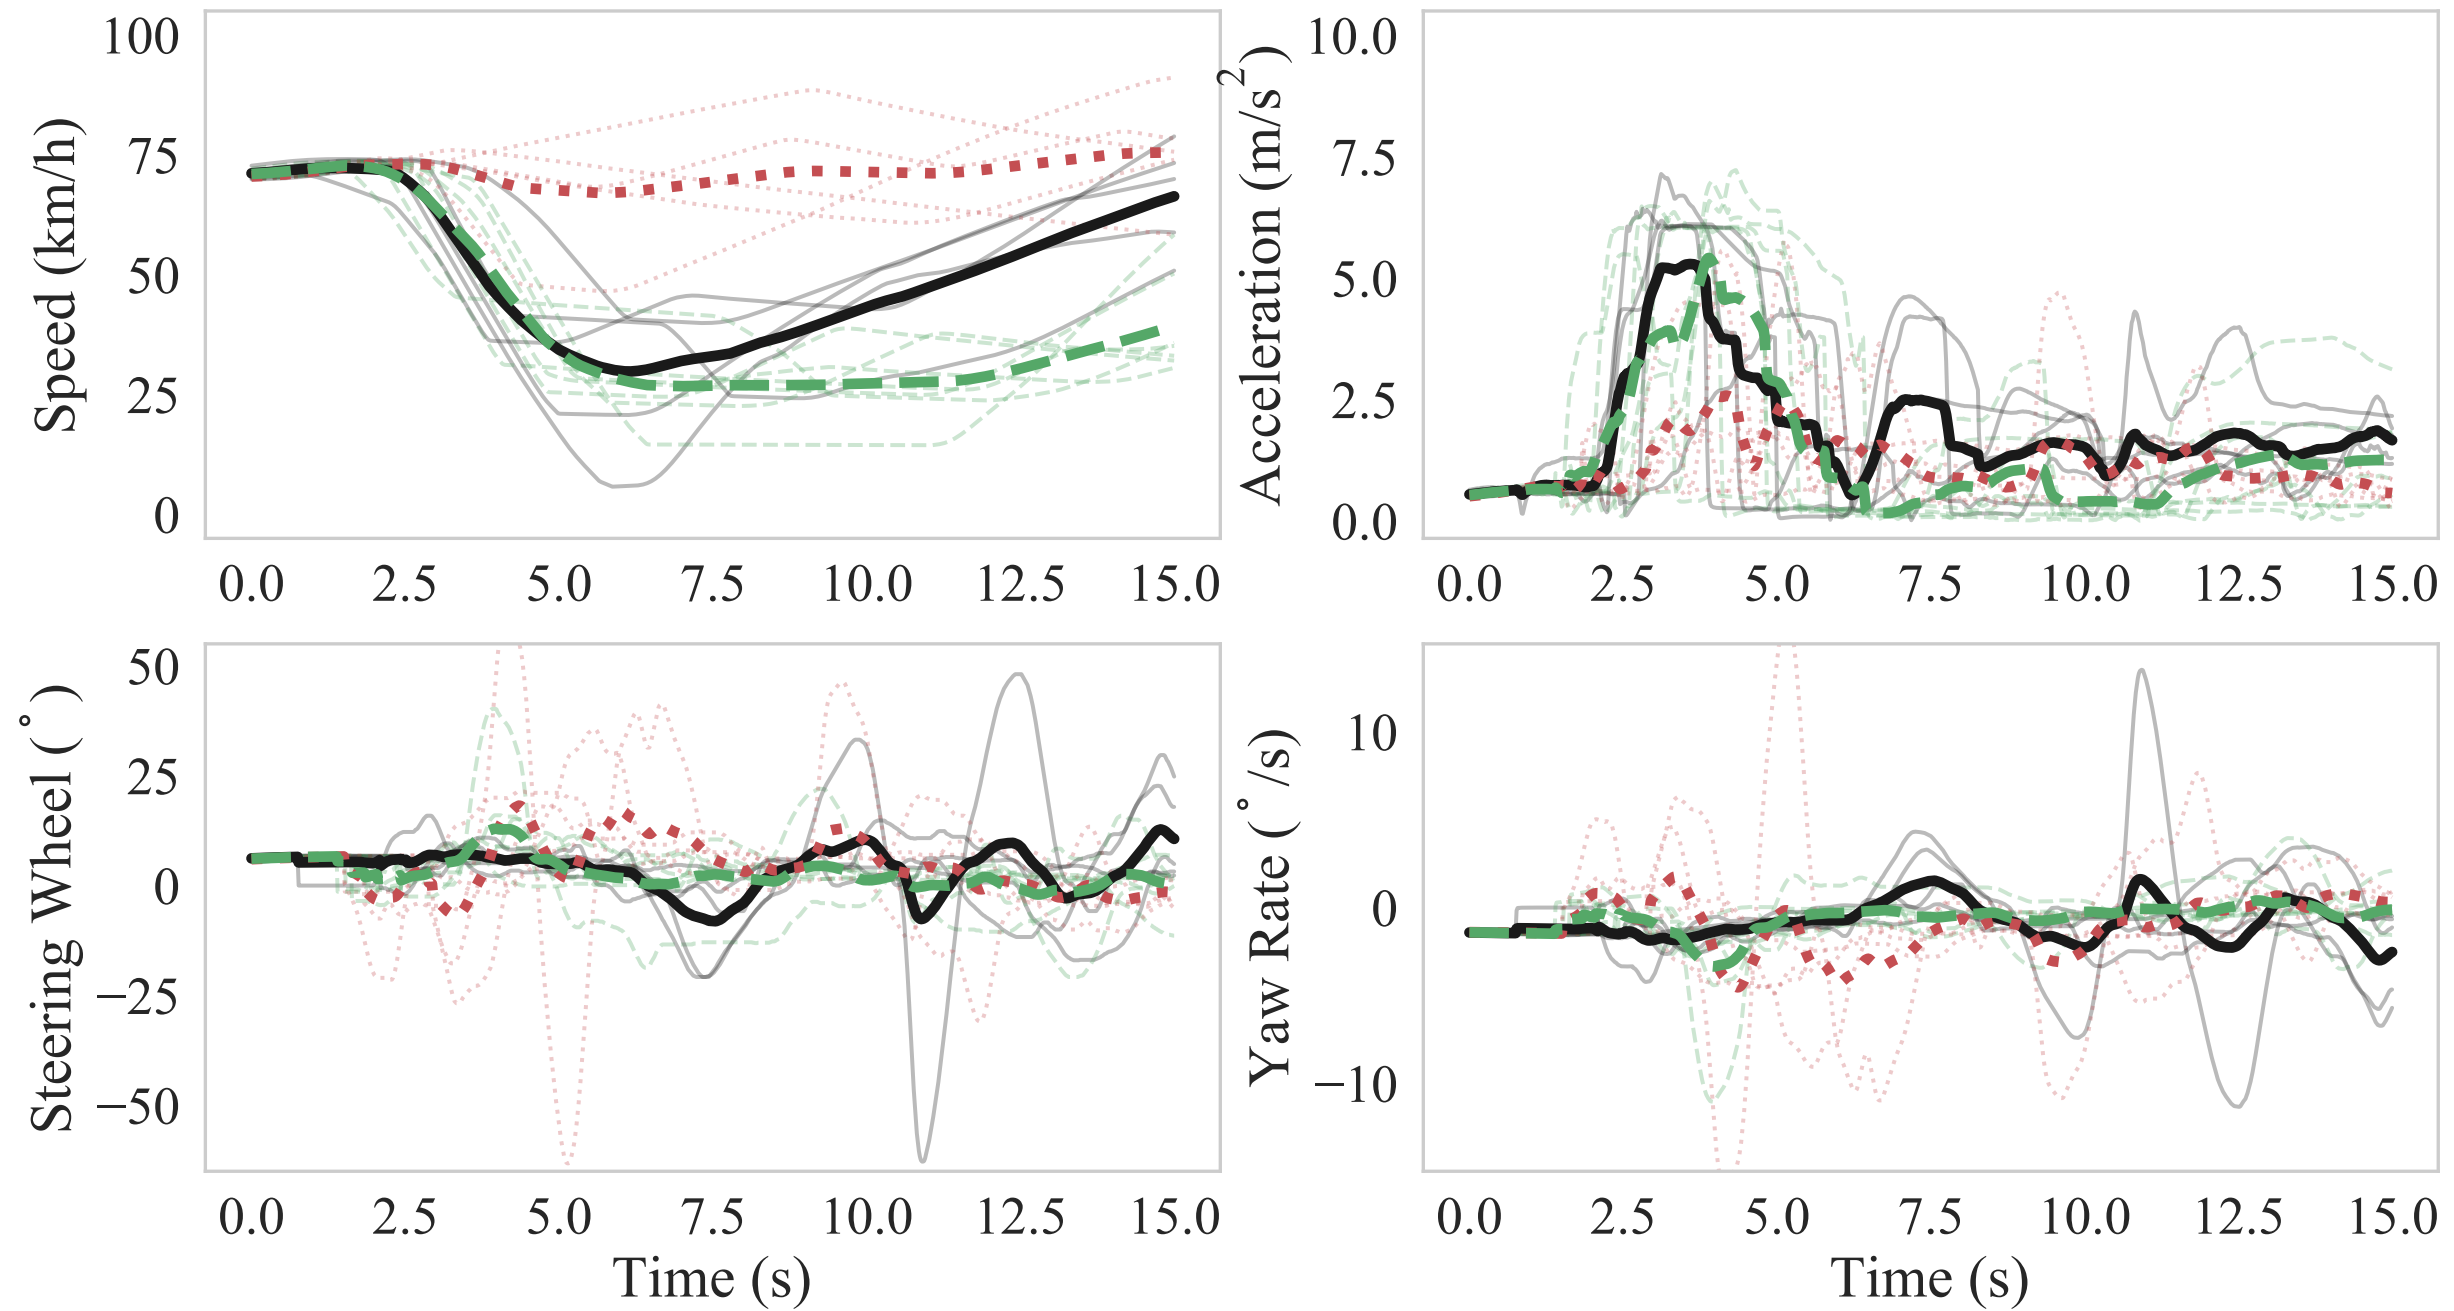 Speed (km/h)
100
75
50
25
0
0.0 2.5 5.0 7.5 10.0 12.5 15.0
Acceleration (m/s²)
10.0
7.5
5.0
2.5
0.0
0.0 2.5 5.0 7.5 10.0 12.5 15.0
Steering Wheel (°)
50
25
0
−25
−50
0.0 2.5 5.0 7.5 10.0 12.5 15.0
Time (s)
Yaw Rate (°/s)
10
0
−10
0.0 2.5 5.0 7.5 10.0 12.5 15.0
Time (s)